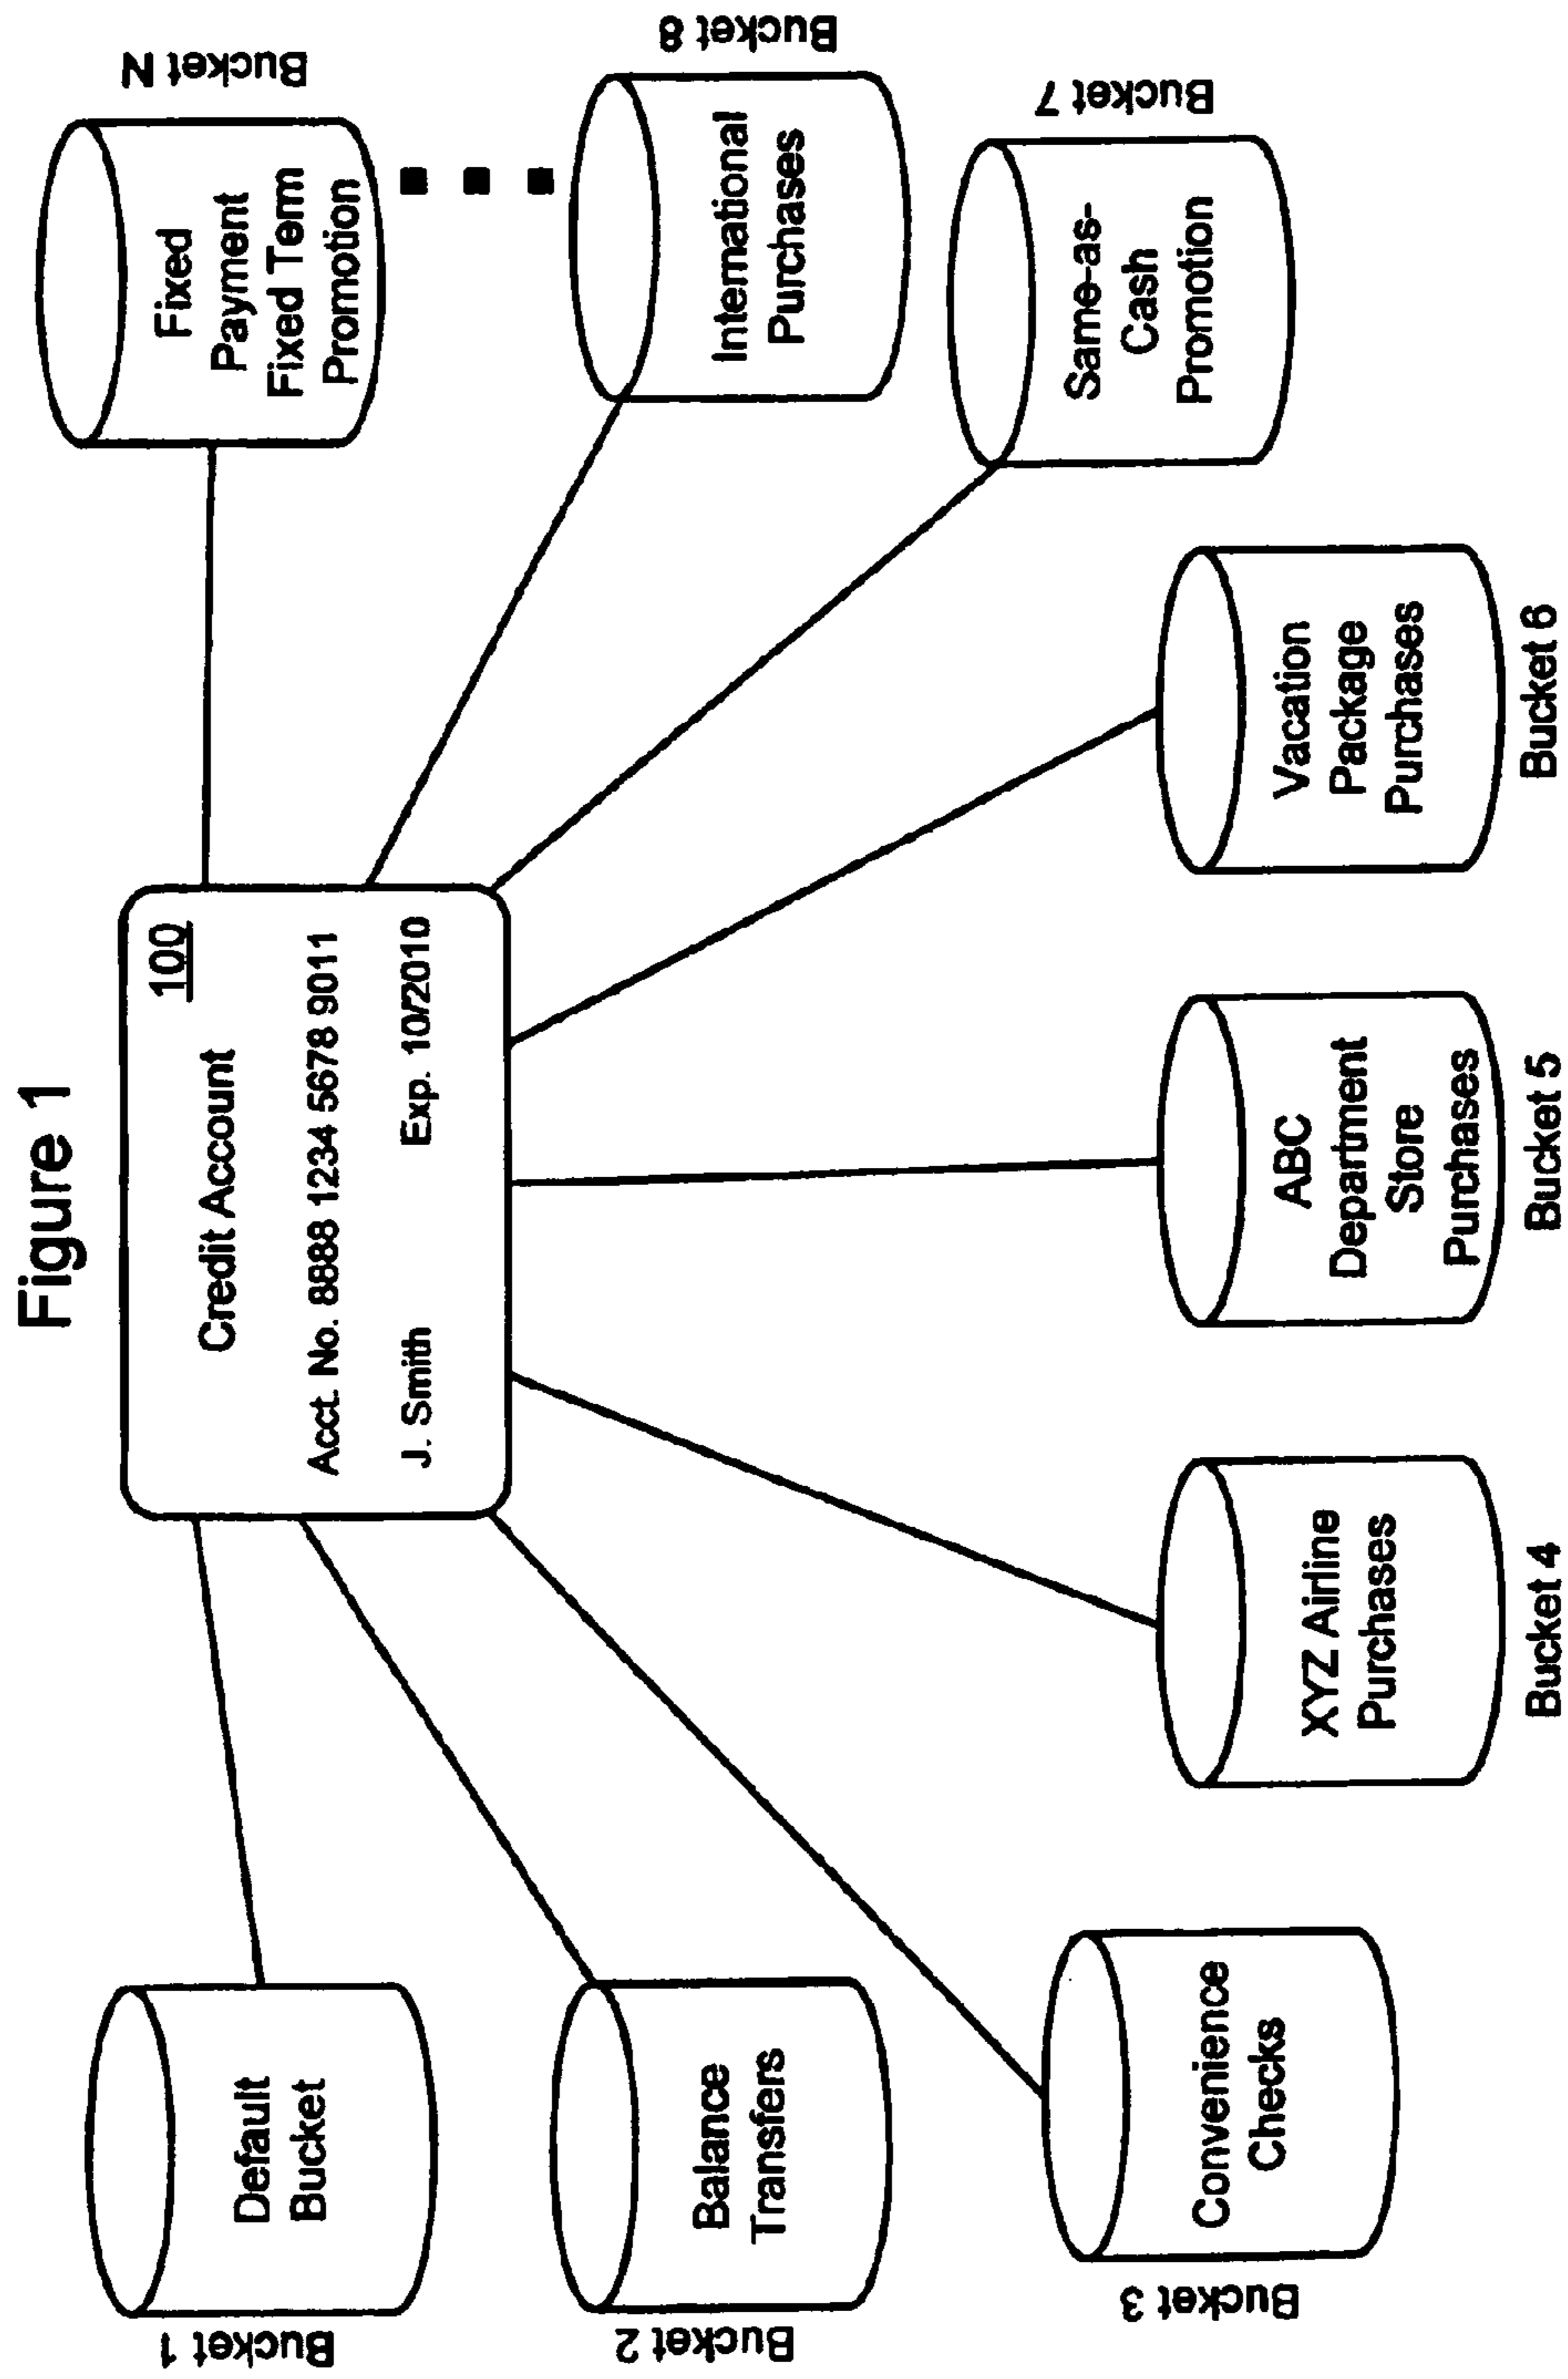 Figure 1
100
Credit Account
Acct. No. 8888 1234 5678 9011
J. Smith Exp. 10/2010
Default
Bucket
Bucket 1
Balance
Transfers
Bucket 2
Convenience
Checks
Bucket 3
XYZ Airline
Purchases
Bucket 4
ABC
Department
Store
Purchases
Bucket 5
Vacation
Package
Purchases
Bucket 6
Same-as-
Cash
Promotion
Bucket 7
International
Purchases
Bucket 8
Fixed
Payment
Fixed Term
Promotion
Bucket N